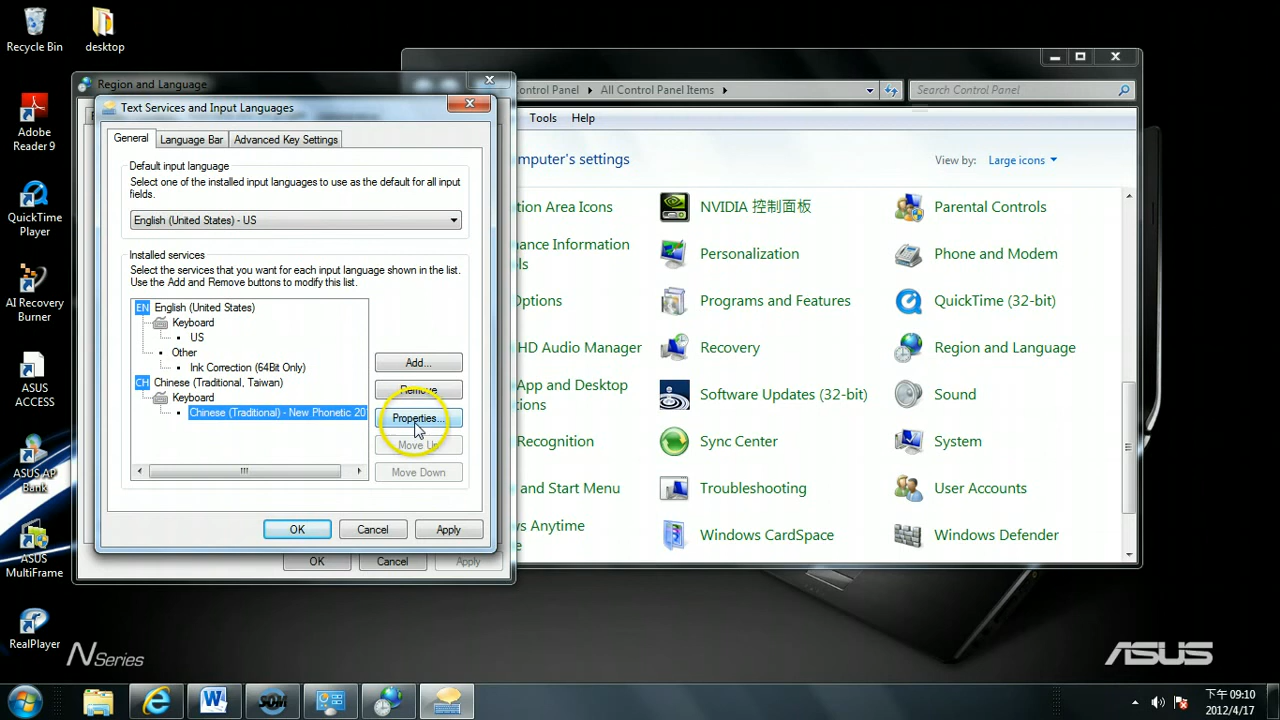 Recycle Bin
desktop
Adobe
Reader 9
QuickTime
Player
AI Recovery
Burner
ASUS
ACCESS
ASUS AP
Bank
ASUS
MultiFrame
RealPlayer
Region and Language
Text Services and Input Languages
General
Language Bar
Advanced Key Settings
Default input language
Select one of the installed input languages to use as the default for all input
fields.
English (United States) - US
Installed services
Select the services that you want for each input language shown in the list.
Use the Add and Remove buttons to modify this list.
EN English (United States)
Keyboard
US
Other
Ink Correction (64Bit Only)
CH Chinese (Traditional, Taiwan)
Keyboard
Chinese (Traditional) - New Phonetic 20
Add...
Remove
Properties...
Move Up
Move Down
OK
Cancel
Apply
OK
Cancel
Apply
ontrol Panel
All Control Panel Items
Search Control Panel
Tools
Help
mputer's settings
View by:
Large icons
tion Area Icons
NVIDIA 控制面板
Parental Controls
ance Information
ls
Personalization
Phone and Modem
Options
Programs and Features
QuickTime (32-bit)
HD Audio Manager
Recovery
Region and Language
App and Desktop
tions
Software Updates (32-bit)
Sound
Recognition
Sync Center
System
and Start Menu
Troubleshooting
User Accounts
s Anytime
e
Windows CardSpace
Windows Defender
N Series
ASUS
W
SOM
下午 09:10
2012/4/17